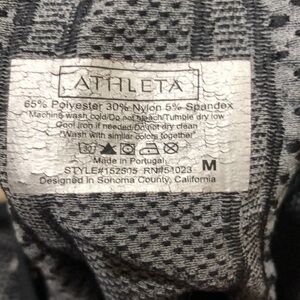 ATHLETA
65% Polyester 30% Nylon 5% Spandex
Machine wash cold/Do not bleach/Tumble dry low
Cool iron if needed/Do not dry clean
*Wash with similar colors together*
Made in Portugal
M
STYLE#152505 RN#51023
Designed in Sonoma County, California